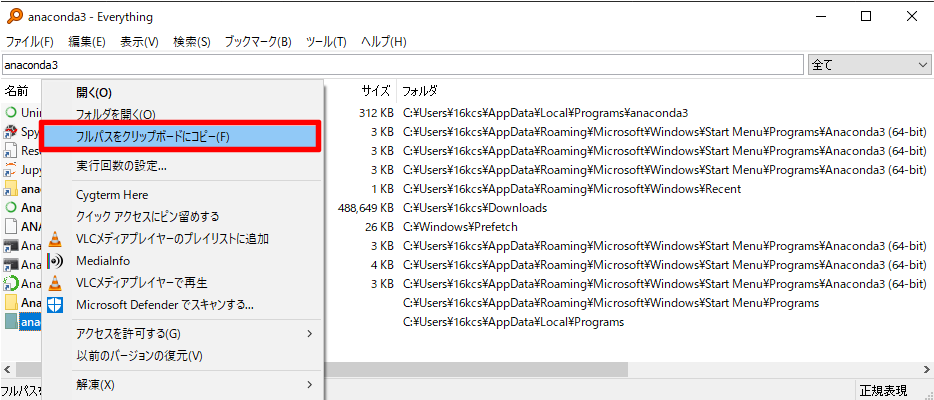 anaconda3 - Everything
ファイル(F) 編集(E) 表示(V) 検索(S) ブックマーク(B) ツール(T) ヘルプ(H)
anaconda3 全て
名前 サイズ フォルダ
開く(O)
フォルダを開く(O)
フルパスをクリップボードにコピー(F)
実行回数の設定...
Cygterm Here
クイック アクセスにピン留めする
VLCメディアプレイヤーのプレイリストに追加
MediaInfo
VLCメディアプレイヤーで再生
Microsoft Defender でスキャンする...
アクセスを許可する(G)
以前のバージョンの復元(V)
解凍(X)
Unin 312 KB C:¥Users¥16kcs¥AppData¥Local¥Programs¥anaconda3
Spy 3 KB C:¥Users¥16kcs¥AppData¥Roaming¥Microsoft¥Windows¥Start Menu¥Programs¥Anaconda3 (64-bit)
Res 3 KB C:¥Users¥16kcs¥AppData¥Roaming¥Microsoft¥Windows¥Start Menu¥Programs¥Anaconda3 (64-bit)
Jupy 3 KB C:¥Users¥16kcs¥AppData¥Roaming¥Microsoft¥Windows¥Start Menu¥Programs¥Anaconda3 (64-bit)
ana 1 KB C:¥Users¥16kcs¥AppData¥Roaming¥Microsoft¥Windows¥Recent
Ana 488,649 KB C:¥Users¥16kcs¥Downloads
ANA 26 KB C:¥Windows¥Prefetch
Ana 3 KB C:¥Users¥16kcs¥AppData¥Roaming¥Microsoft¥Windows¥Start Menu¥Programs¥Anaconda3 (64-bit)
Ana 4 KB C:¥Users¥16kcs¥AppData¥Roaming¥Microsoft¥Windows¥Start Menu¥Programs¥Anaconda3 (64-bit)
Ana 3 KB C:¥Users¥16kcs¥AppData¥Roaming¥Microsoft¥Windows¥Start Menu¥Programs¥Anaconda3 (64-bit)
Ana C:¥Users¥16kcs¥AppData¥Roaming¥Microsoft¥Windows¥Start Menu¥Programs
ana C:¥Users¥16kcs¥AppData¥Local¥Programs
フルパスを 正規表現